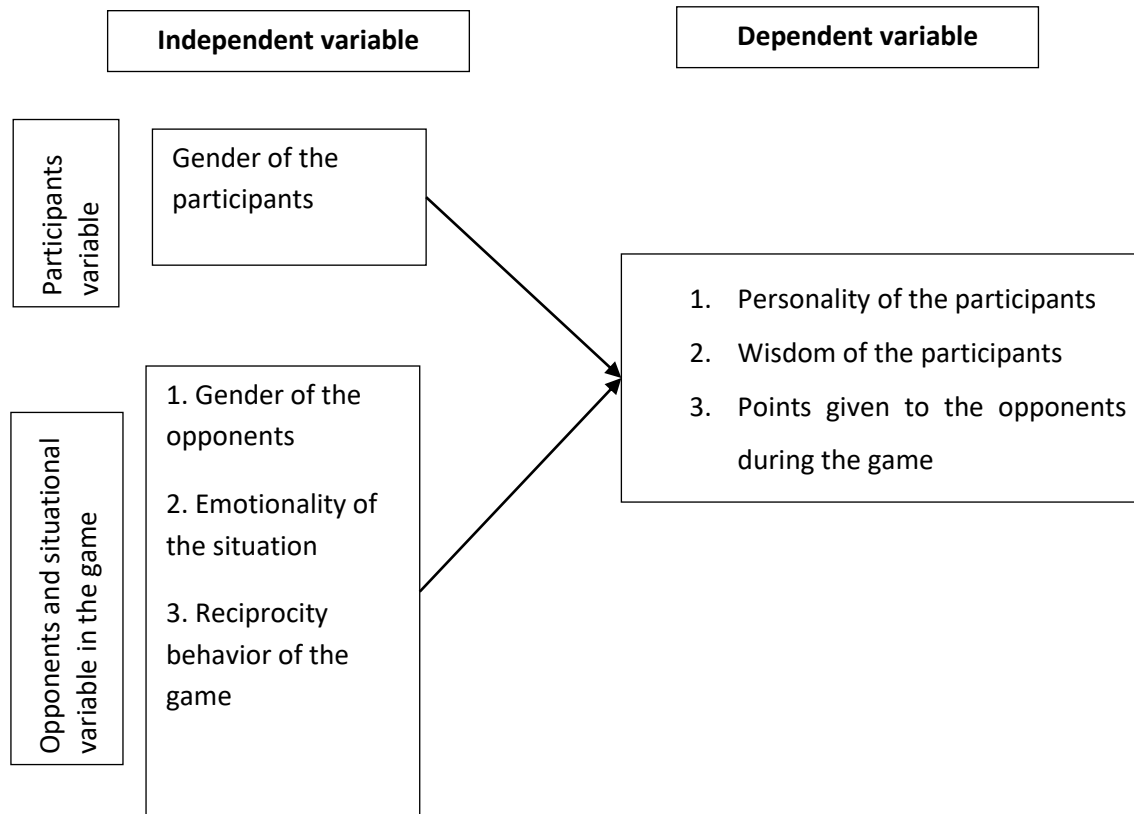 Independent variable
Dependent variable
Participants
variable
Gender of the
participants
Opponents and situational
variable in the game
1. Gender of the
opponents
2. Emotionality of
the situation
3. Reciprocity
behavior of the
game
1. Personality of the participants
2. Wisdom of the participants
3. Points given to the opponents
during the game